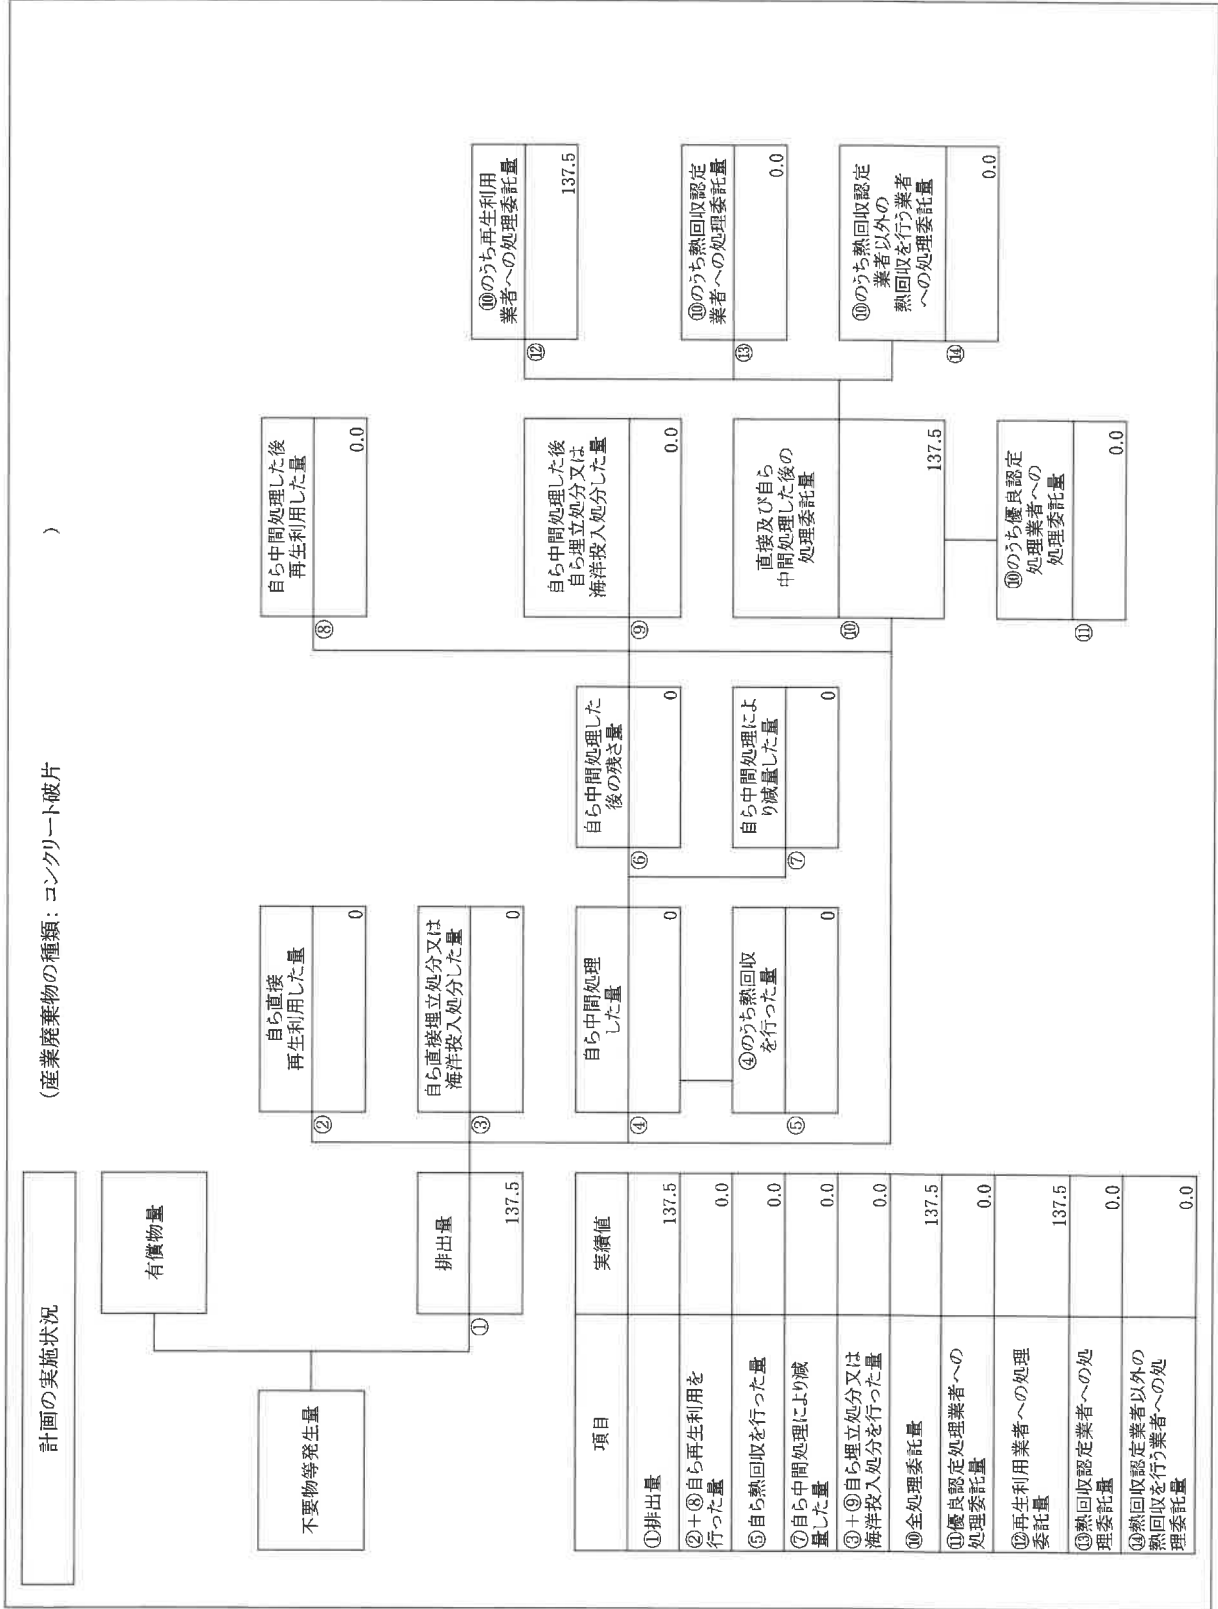 計画の実施状況
(産業廃棄物の種類: コンクリート破片 )
不要物等発生量
有償物量
①
排出量
137.5
②
自ら直接
再生利用した量
0
③
自ら直接埋立処分又は
海洋投入処分した量
0
④
自ら中間処理
した量
0
⑤
④のうち熱回収
を行った量
0
⑥
自ら中間処理した
後の残さ量
0
⑦
自ら中間処理によ
り減量した量
0
⑧
自ら中間処理した後
再生利用した量
0.0
⑨
自ら中間処理した後
自ら埋立処分又は
海洋投入処分した量
0.0
⑩
直接及び自ら
中間処理した後の
処理委託量
137.5
⑪
⑩のうち優良認定
処理業者への
処理委託量
0.0
⑫
⑩のうち再生利用
業者への処理委託量
137.5
⑬
⑩のうち熱回収認定
業者への処理委託量
0.0
⑭
⑩のうち熱回収認定
業者以外の
熱回収を行う業者
への処理委託量
0.0
項目 実績値
①排出量 137.5
②+⑧自ら再生利用を
行った量 0.0
⑤自ら熱回収を行った量 0.0
⑦自ら中間処理により減
量した量 0.0
③+⑨自ら埋立処分又は
海洋投入処分を行った量 0.0
⑩全処理委託量 137.5
⑪優良認定処理業者への
処理委託量 0.0
⑫再生利用業者への処理
委託量 137.5
⑬熱回収認定業者への処
理委託量 0.0
⑭熱回収認定業者以外の
熱回収を行う業者への処
理委託量 0.0